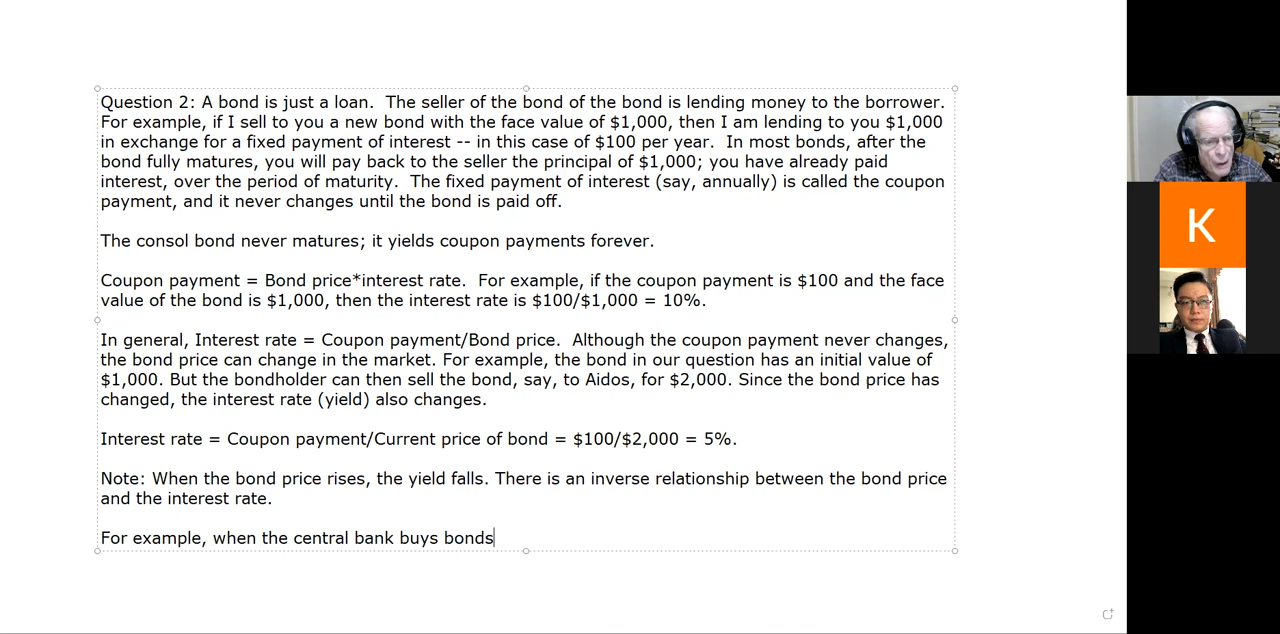 Question 2: A bond is just a loan.  The seller of the bond of the bond is lending money to the borrower.
For example, if I sell to you a new bond with the face value of $1,000, then I am lending to you $1,000
in exchange for a fixed payment of interest -- in this case of $100 per year.  In most bonds, after the
bond fully matures, you will pay back to the seller the principal of $1,000; you have already paid
interest, over the period of maturity.  The fixed payment of interest (say, annually) is called the coupon
payment, and it never changes until the bond is paid off.
The consol bond never matures; it yields coupon payments forever.
Coupon payment = Bond price*interest rate.  For example, if the coupon payment is $100 and the face
value of the bond is $1,000, then the interest rate is $100/$1,000 = 10%.
In general, Interest rate = Coupon payment/Bond price.  Although the coupon payment never changes,
the bond price can change in the market. For example, the bond in our question has an initial value of
$1,000. But the bondholder can then sell the bond, say, to Aidos, for $2,000. Since the bond price has
changed, the interest rate (yield) also changes.
Interest rate = Coupon payment/Current price of bond = $100/$2,000 = 5%.
Note: When the bond price rises, the yield falls. There is an inverse relationship between the bond price
and the interest rate.
For example, when the central bank buys bonds
K